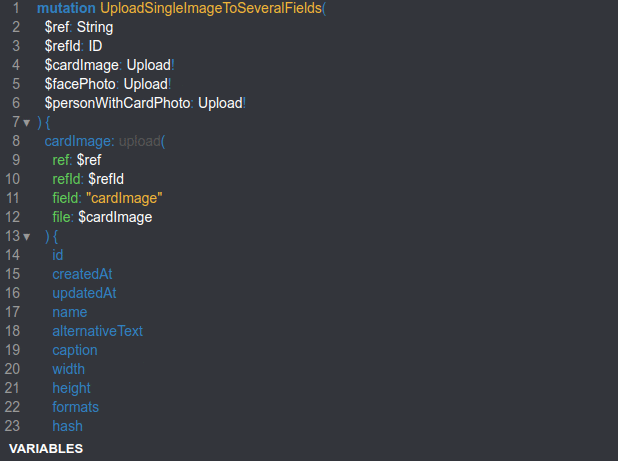 1 mutation UploadSingleImageToSeveralFields(
2 $ref: String
3 $refId: ID
4 $cardImage: Upload!
5 $facePhoto: Upload!
6 $personWithCardPhoto: Upload!
7 ▾ ) {
8 cardImage: upload(
9 ref: $ref
10 refId: $refId
11 field: "cardImage"
12 file: $cardImage
13 ▾ ) {
14 id
15 createdAt
16 updatedAt
17 name
18 alternativeText
19 caption
20 width
21 height
22 formats
23 hash
VARIABLES